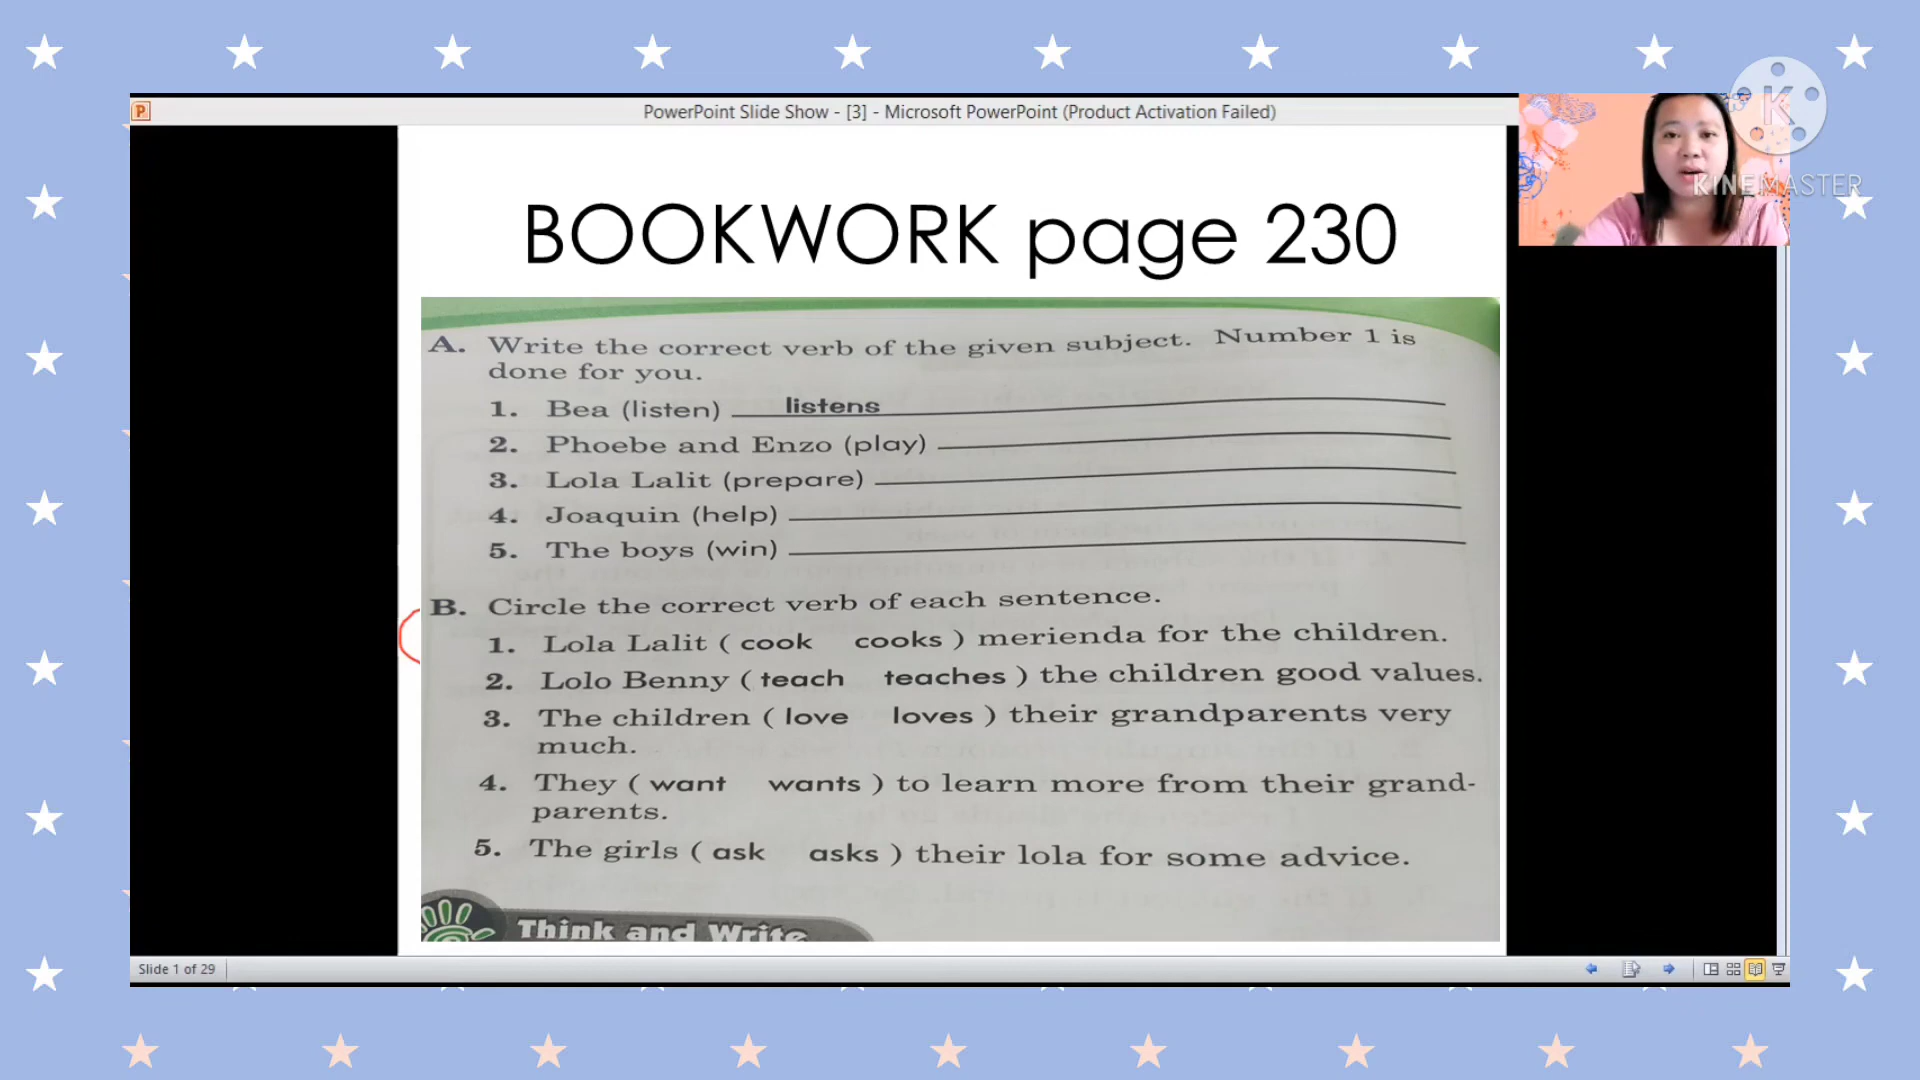 PowerPoint Slide Show - [3] - Microsoft PowerPoint (Product Activation Failed)
K
KINEMASTER
BOOKWORK page 230
A. Write the correct verb of the given subject. Number 1 is
done for you.
1. Bea (listen) listens
2. Phoebe and Enzo (play)
3. Lola Lalit (prepare)
4. Joaquin (help)
5. The boys (win)
B. Circle the correct verb of each sentence.
1. Lola Lalit ( cook cooks ) merienda for the children.
2. Lolo Benny ( teach teaches ) the children good values.
3. The children ( love loves ) their grandparents very
much.
4. They ( want wants ) to learn more from their grand-
parents.
5. The girls ( ask asks ) their lola for some advice.
Think and Write
Slide 1 of 29